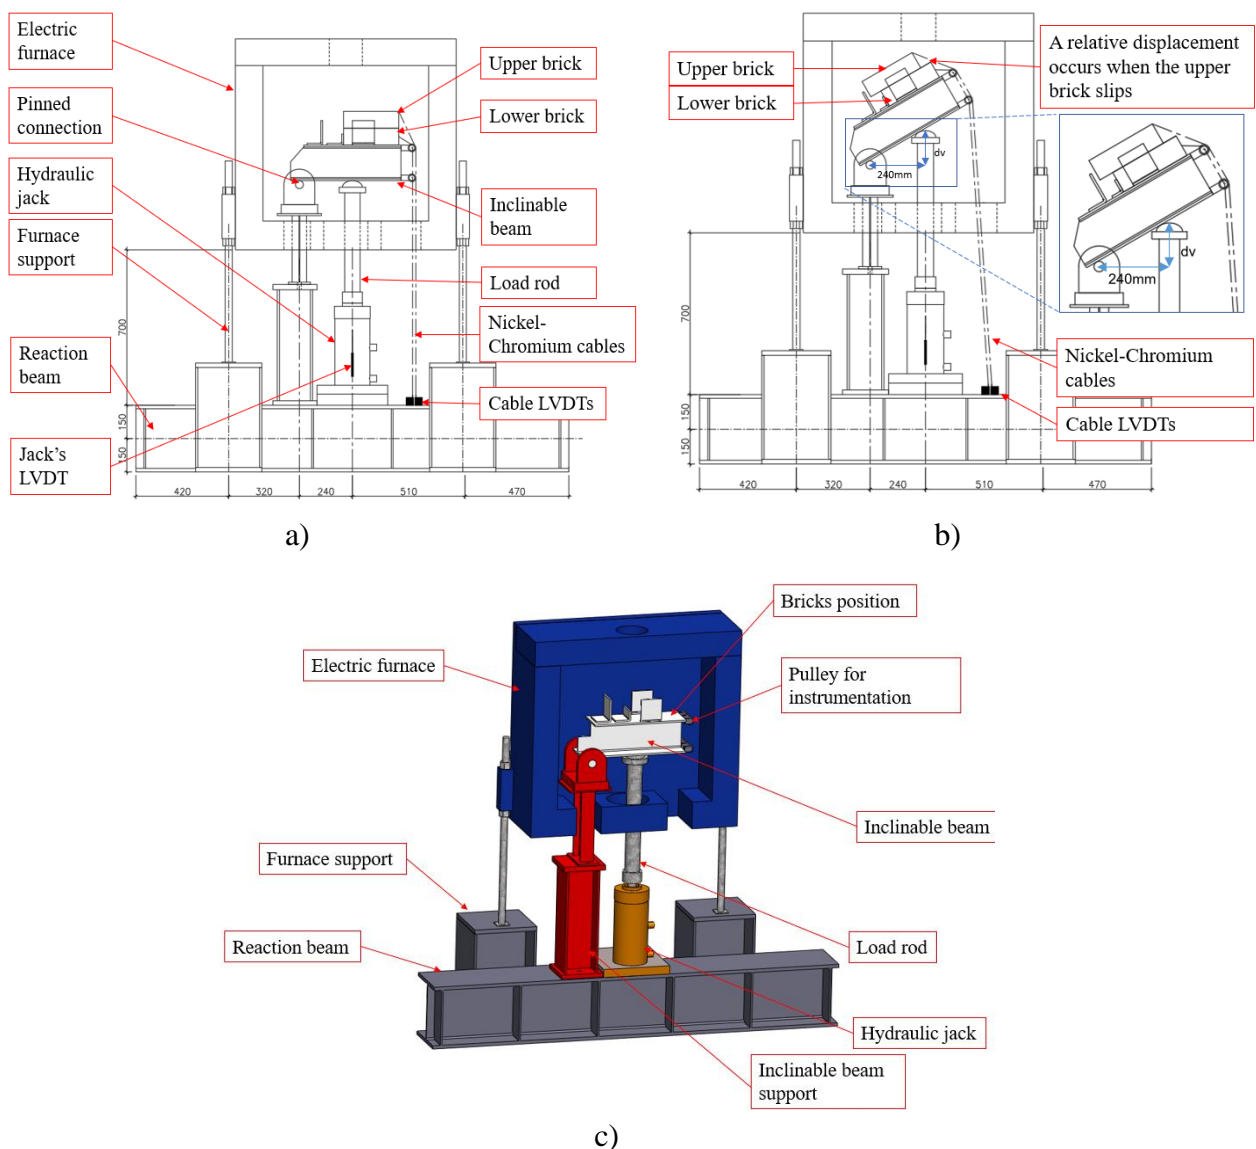 Electric
furnace
Pinned
connection
Hydraulic
jack
Furnace
support
Reaction
beam
Jack's
LVDT
Upper brick
Lower brick
Inclinable
beam
Load rod
Nickel-
Chromium cables
Cable LVDTs
700
150
150
420
320
240
510
470
a)
Upper brick
Lower brick
A relative displacement
occurs when the upper
brick slips
dv
240mm
dv
240mm
Nickel-Chromium
cables
Cable LVDTs
700
150
150
420
320
240
510
470
b)
Bricks position
Electric furnace
Pulley for
instrumentation
Inclinable beam
Furnace support
Reaction beam
Load rod
Hydraulic jack
Inclinable beam
support
c)